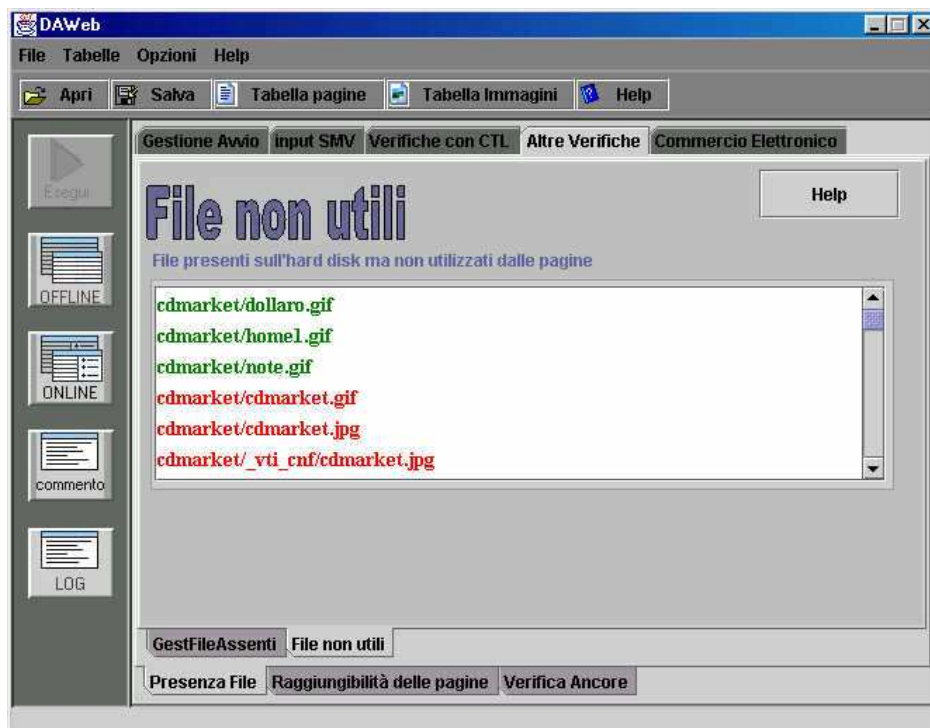 DAWeb
File Tabelle Opzioni Help
Apri Salva Tabella pagine Tabella Immagini Help
Gestione Avvio input SMV Verifiche con CTL Altre Verifiche Commercio Elettronico
Esegui
File non utili
Help
File presenti sull'hard disk ma non utilizzati dalle pagine
OFFLINE
cdmarket/dollaro.gif
cdmarket/home1.gif
cdmarket/note.gif
cdmarket/cdmarket.gif
cdmarket/cdmarket.jpg
cdmarket/_vti_cnf/cdmarket.jpg
ONLINE
commento
LOG
GestFileAssenti File non utili
Presenza File Raggiungibilità delle pagine Verifica Ancore